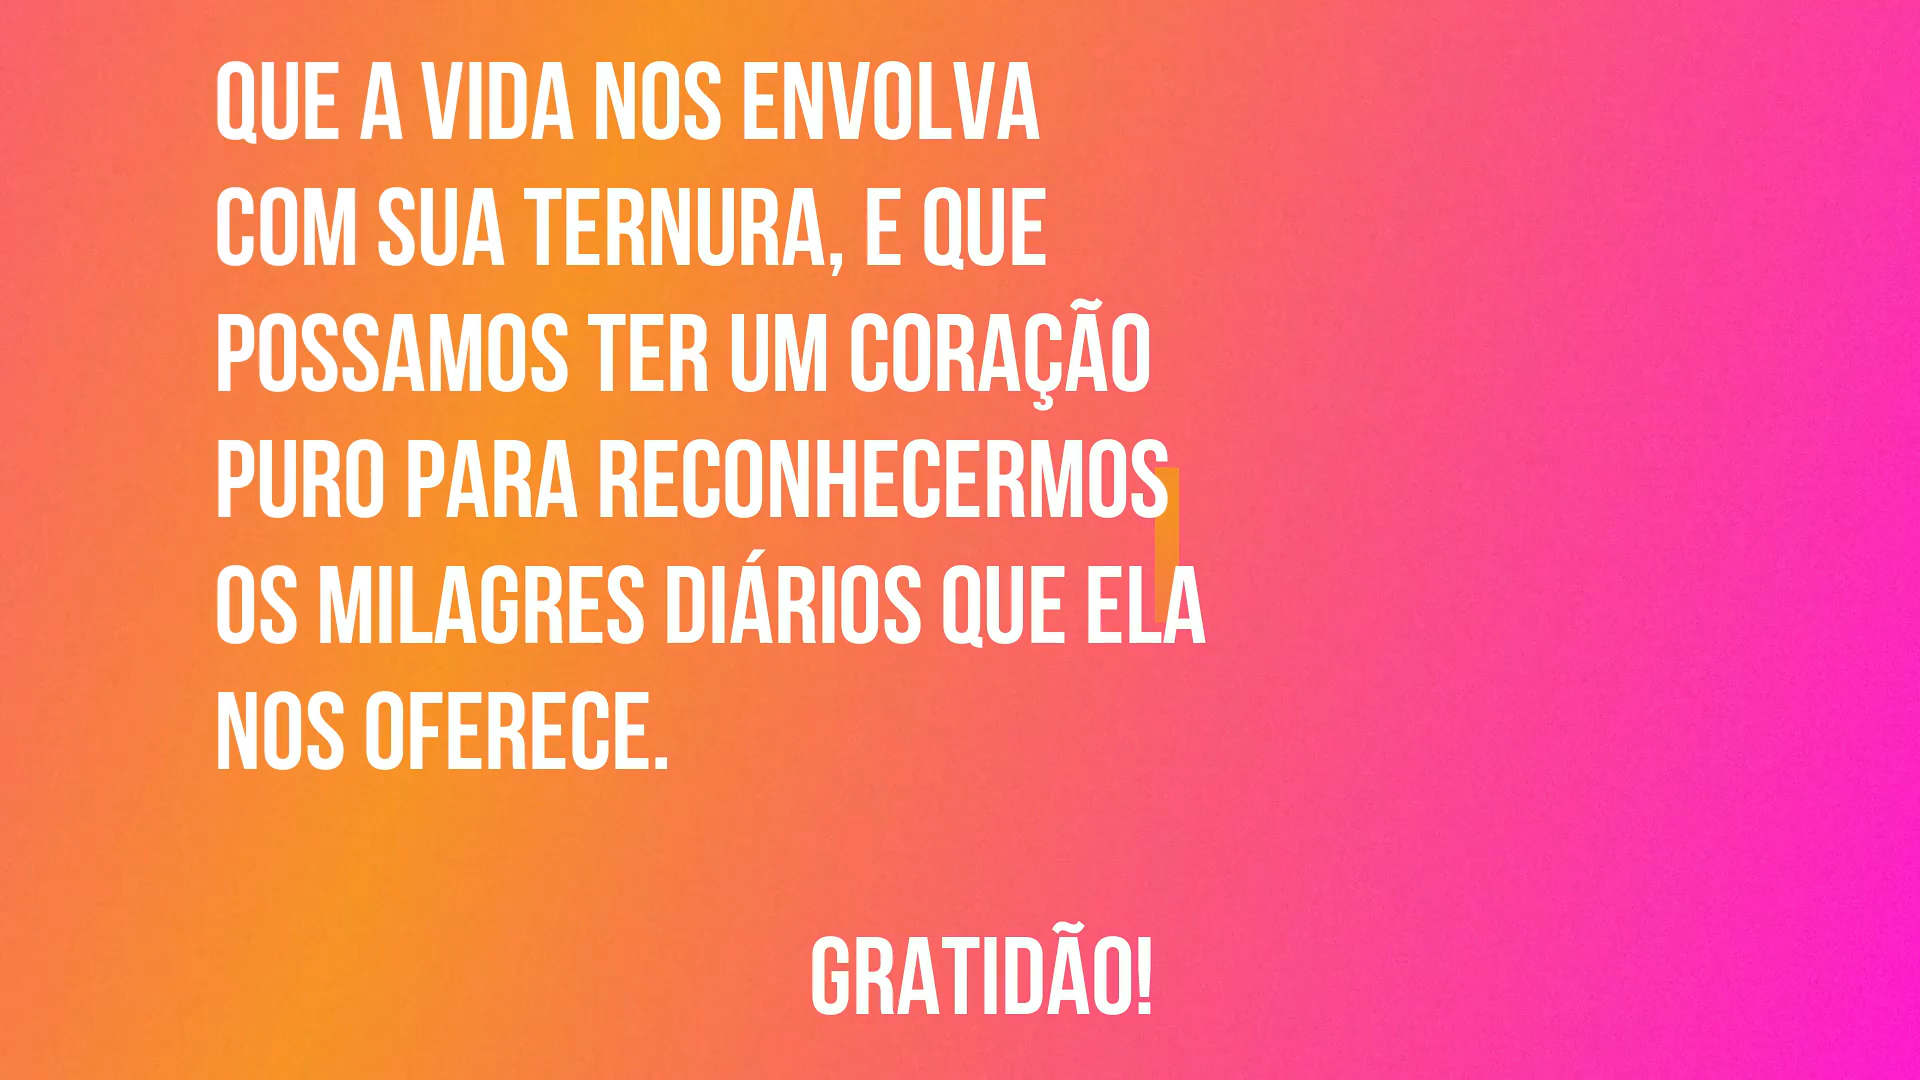 QUE A VIDA NOS ENVOLVA
COM SUA TERNURA, E QUE
POSSAMOS TER UM CORAÇÃO
PURO PARA RECONHECERMOS
OS MILAGRES DIÁRIOS QUE ELA
NOS OFERECE.
GRATIDÃO!